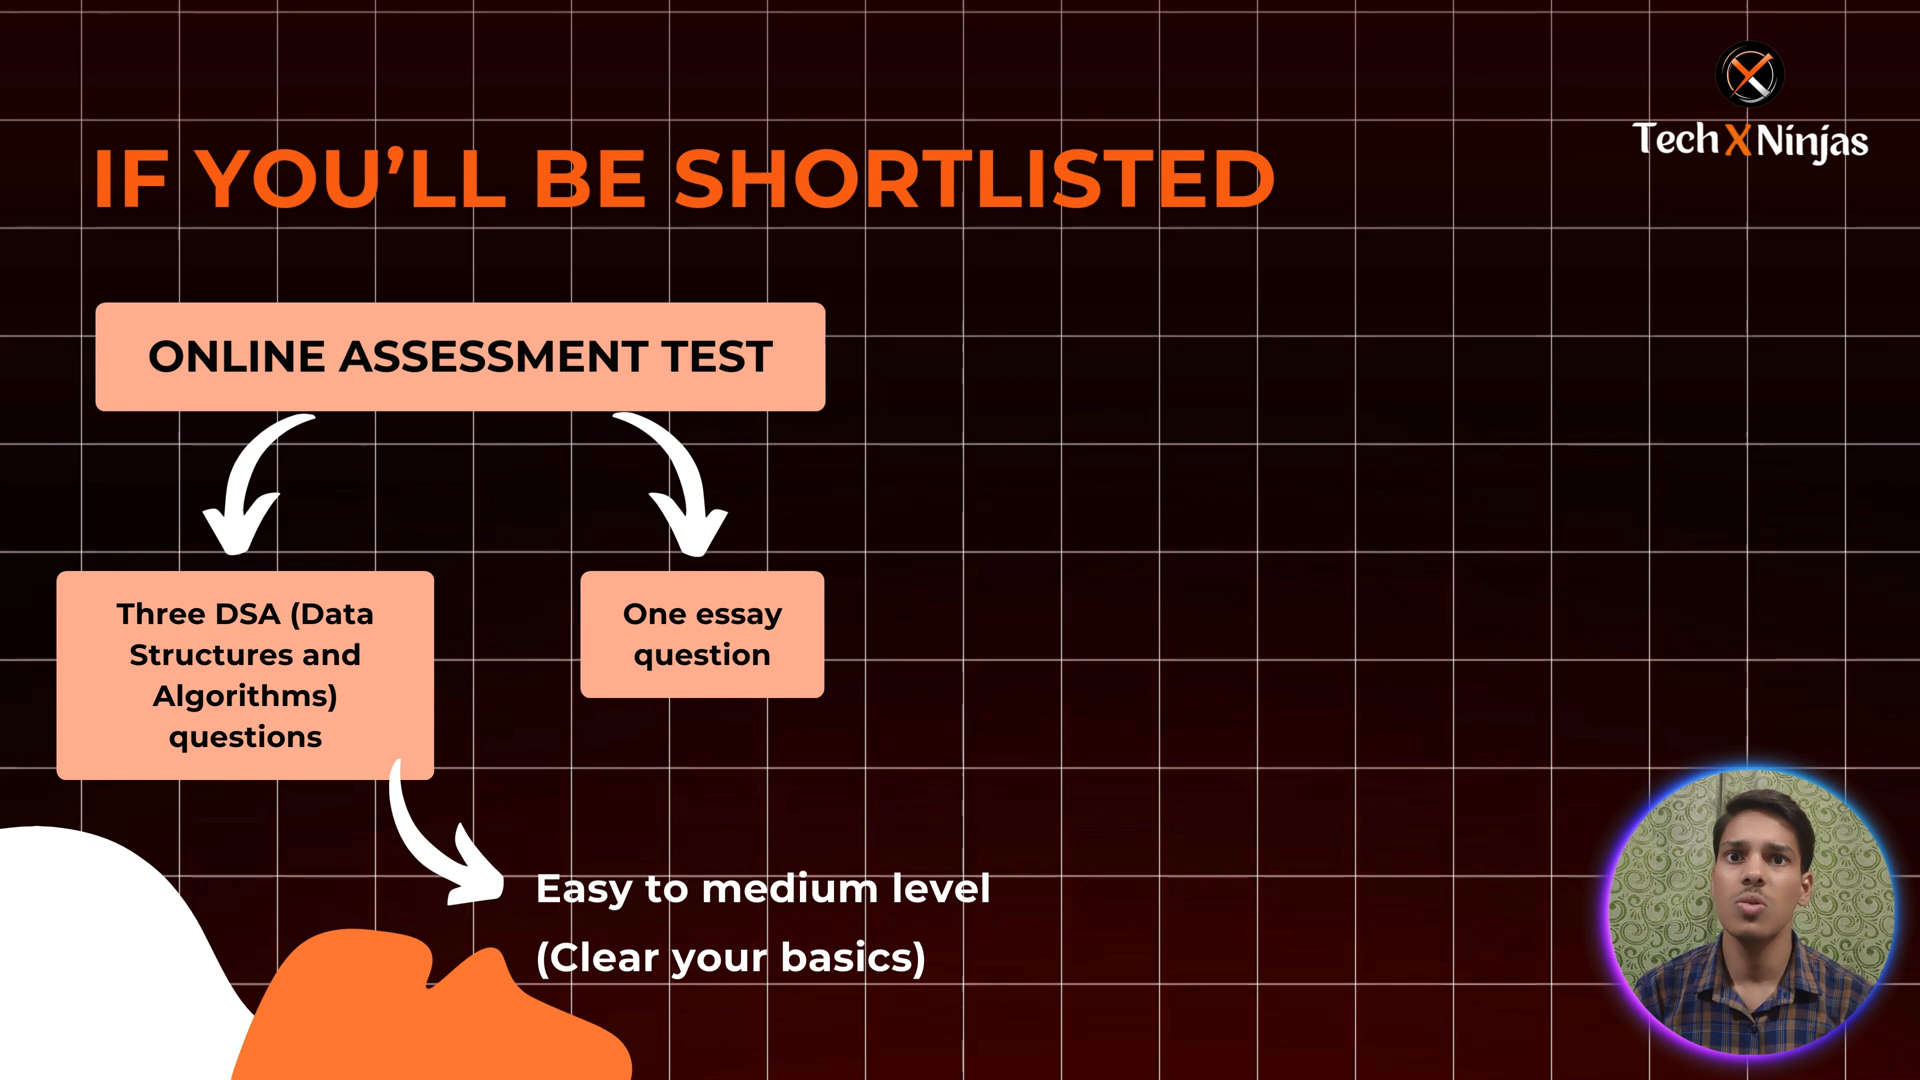 Tech X Ninjas
IF YOU’LL BE SHORTLISTED
ONLINE ASSESSMENT TEST
Three DSA (Data
Structures and
Algorithms)
questions
One essay
question
Easy to medium level
(Clear your basics)